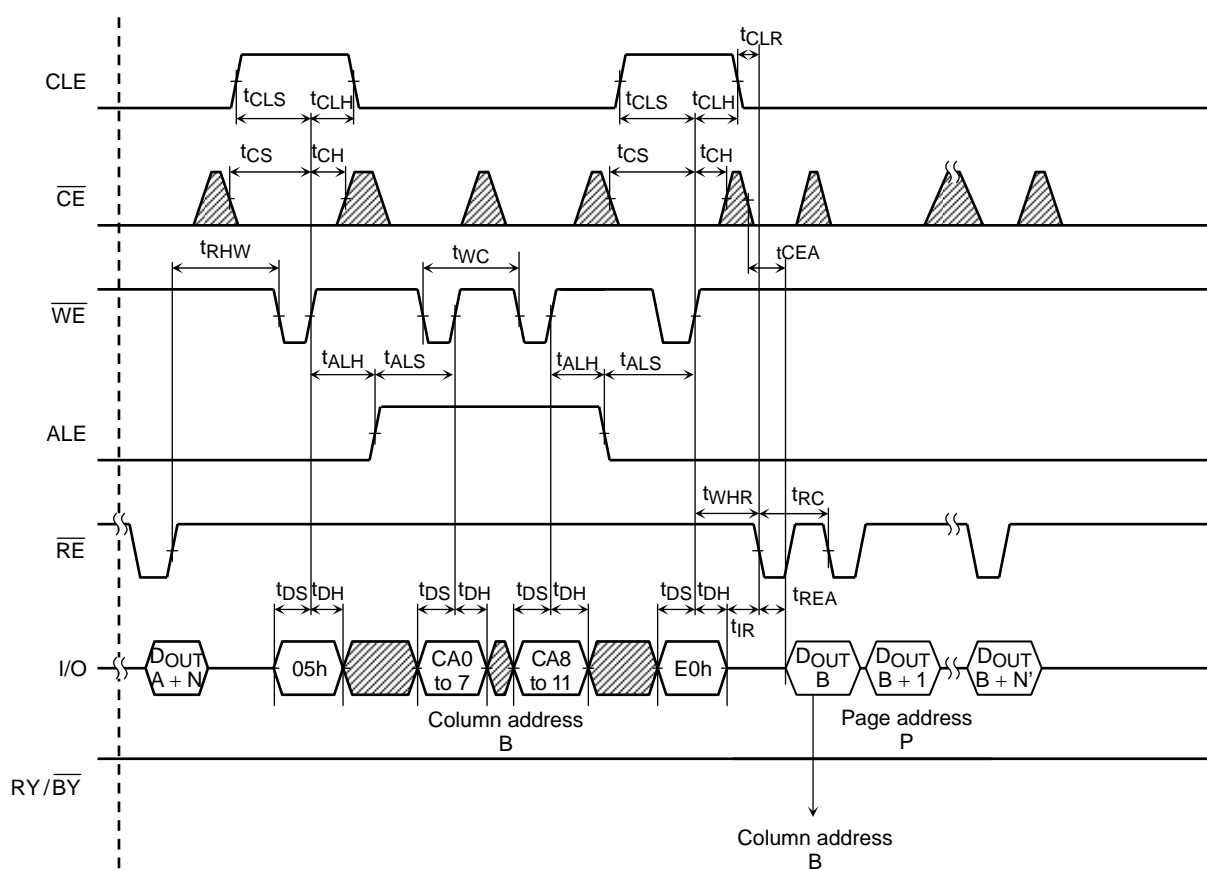 tCLR
CLE
tCLS tCLH tCLS tCLH
tCS tCH tCS tCH
CE
tRHW tWC tCEA
WE
tALH tALS tALH tALS
ALE
tWHR tRC
RE
tDS tDH tDS tDH tDS tDH tDS tDH tREA
tIR
I/O
DOUT
A + N
05h
CA0
to 7
CA8
to 11
E0h
DOUT
B
DOUT
B + 1
DOUT
B + N’
Column address
B
Page address
P
RY/BY
Column address
B